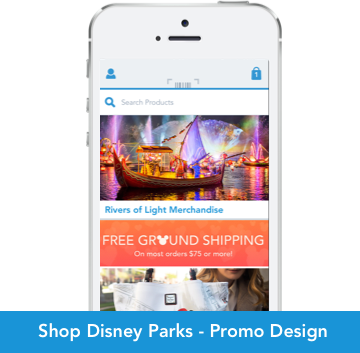 1
Search Products
Rivers of Light Merchandise
FREE GROUND SHIPPING
On most orders $75 or more!
Shop Disney Parks - Promo Design